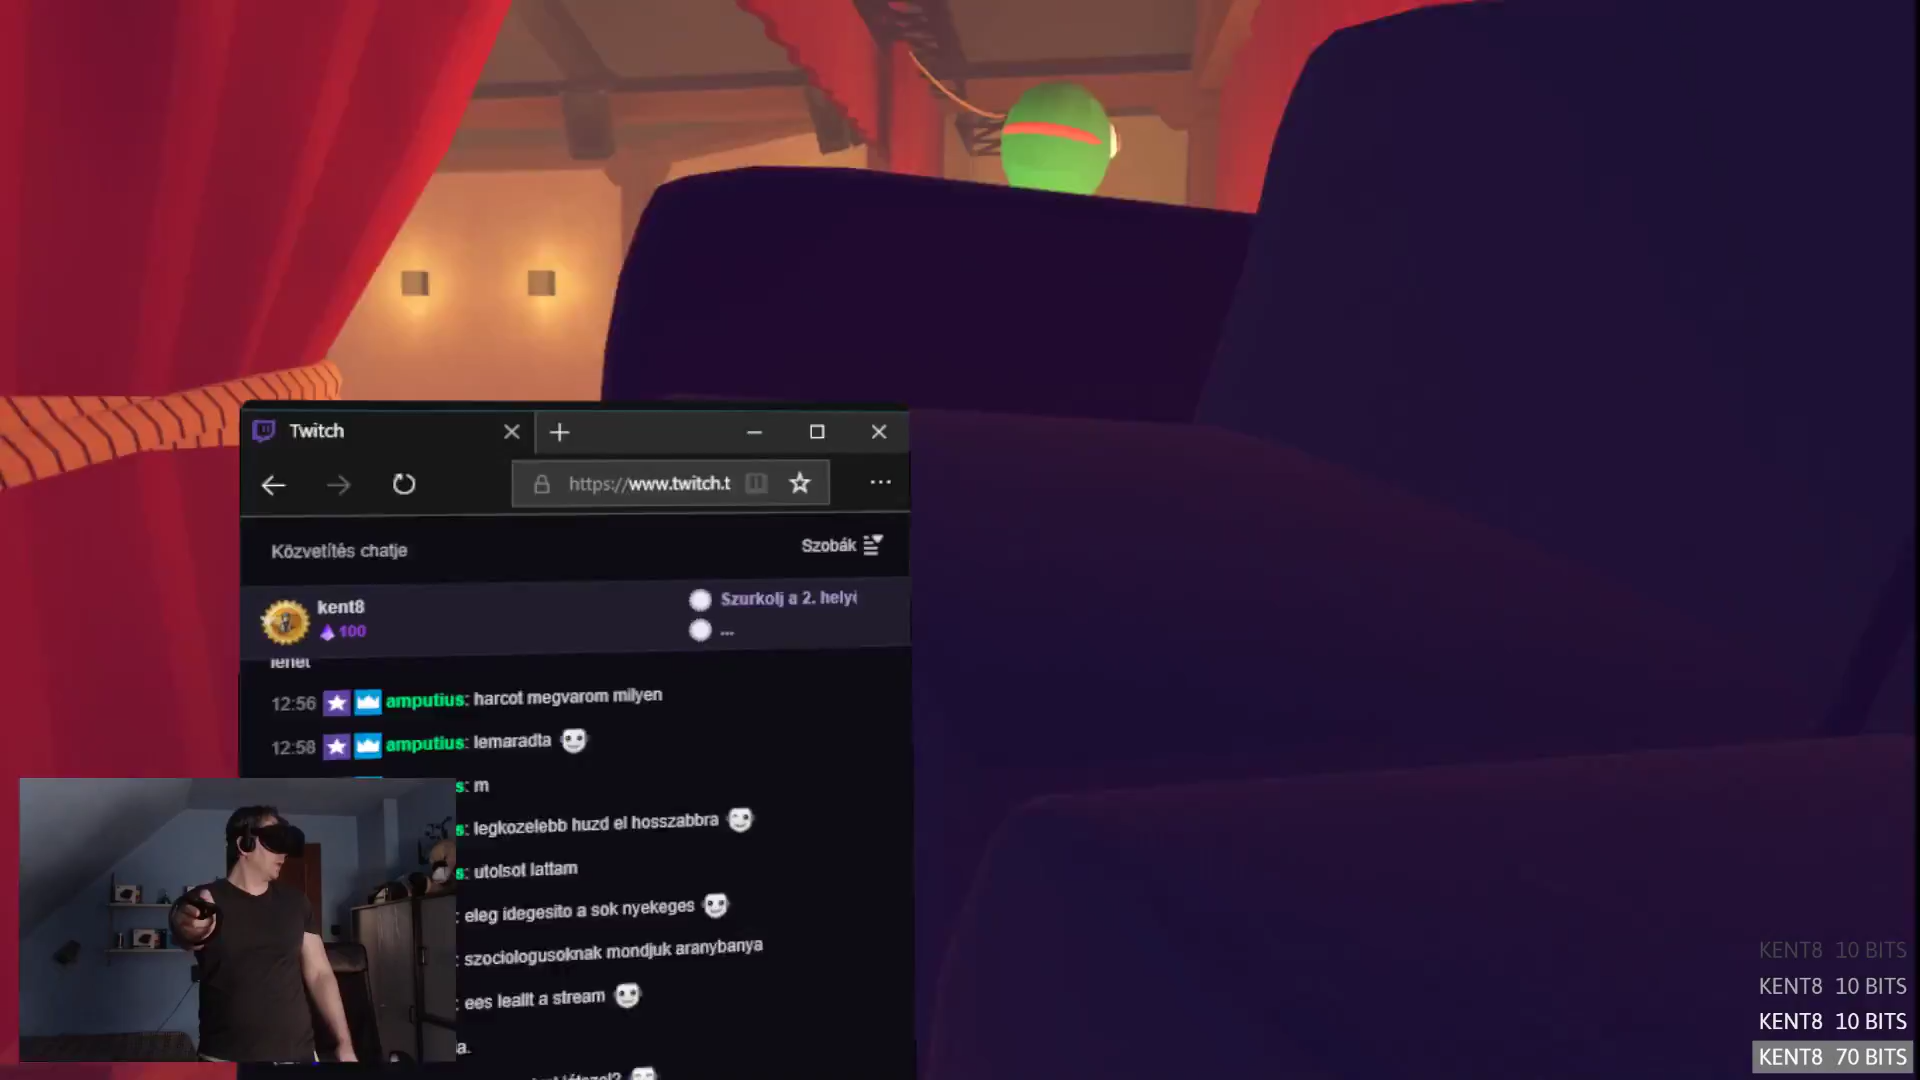 Twitch
https://www.twitch.t
Közvetítés chatje
Szobák
kent8
100
Szurkolj a 2. hely
...
lehet
12:56 amputius: harcot megvarom milyen
12:58 amputius: lemaradta
s: m
s: legkozelebb huzd el hosszabbra
s: utolsot lattam
: eleg idegesito a sok nyekeges
: szociologusoknak mondjuk aranybanya
: ees leallt a stream
a.
KENT8 10 BITS
KENT8 10 BITS
KENT8 10 BITS
KENT8 70 BITS